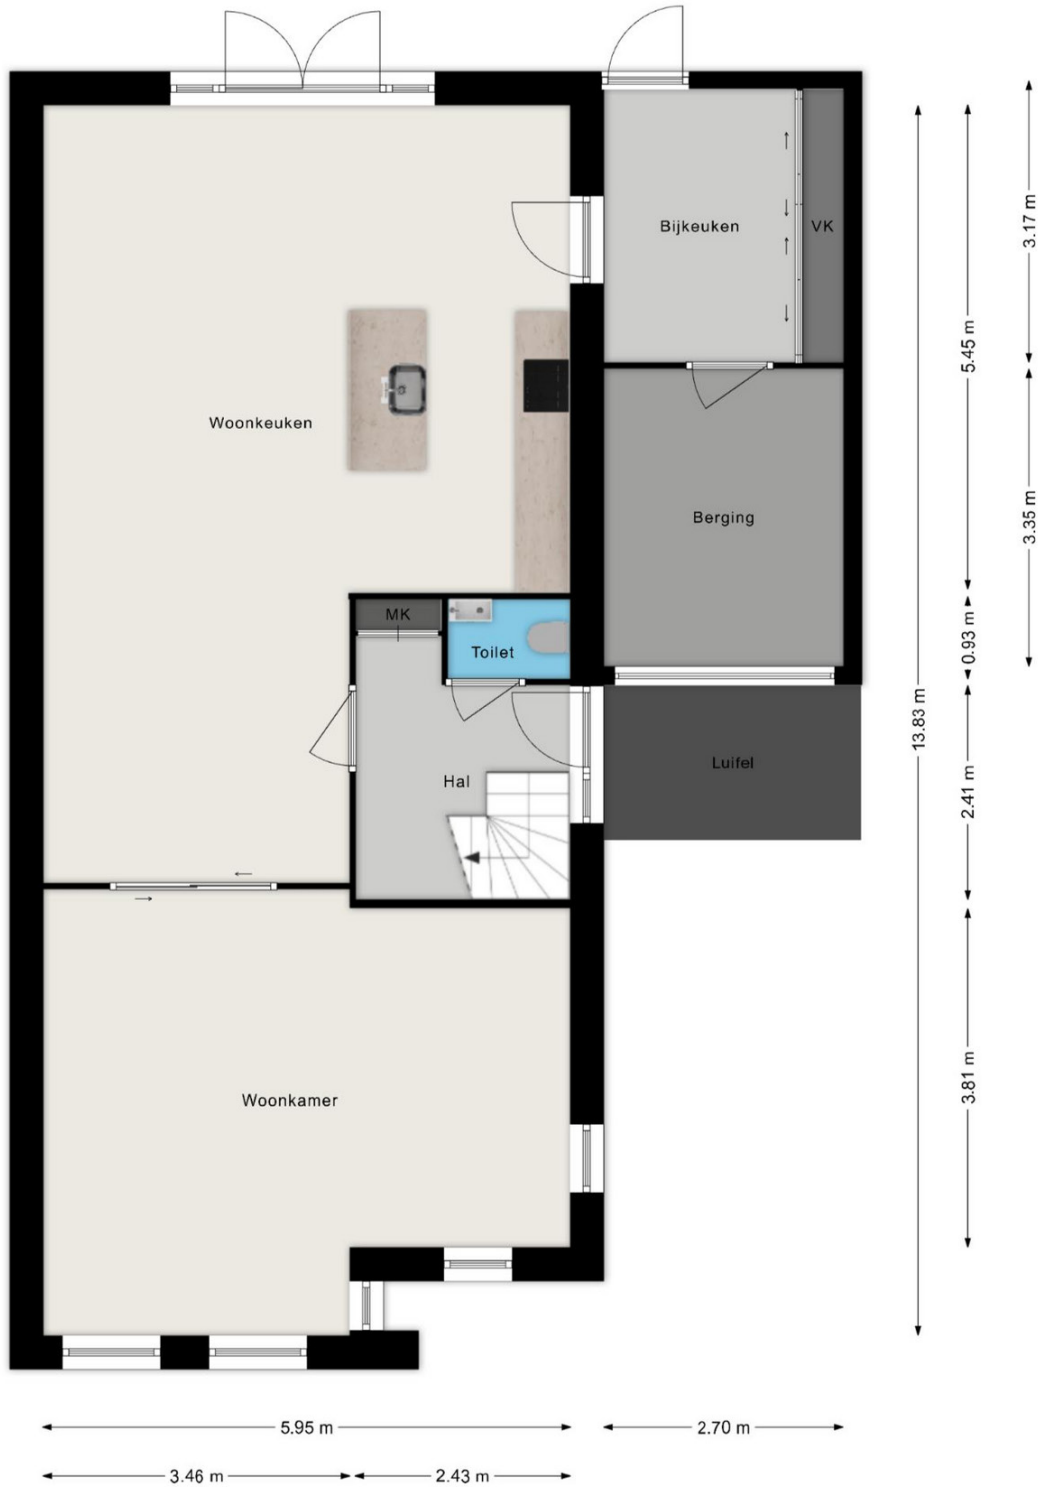 Bijkeuken
VK
3.17 m
5.45 m
Woonkeuken
Berging
3.35 m
MK
Toilet
0.93 m
13.83 m
Hal
Luifel
2.41 m
Woonkamer
3.81 m
5.95 m
2.70 m
3.46 m
2.43 m